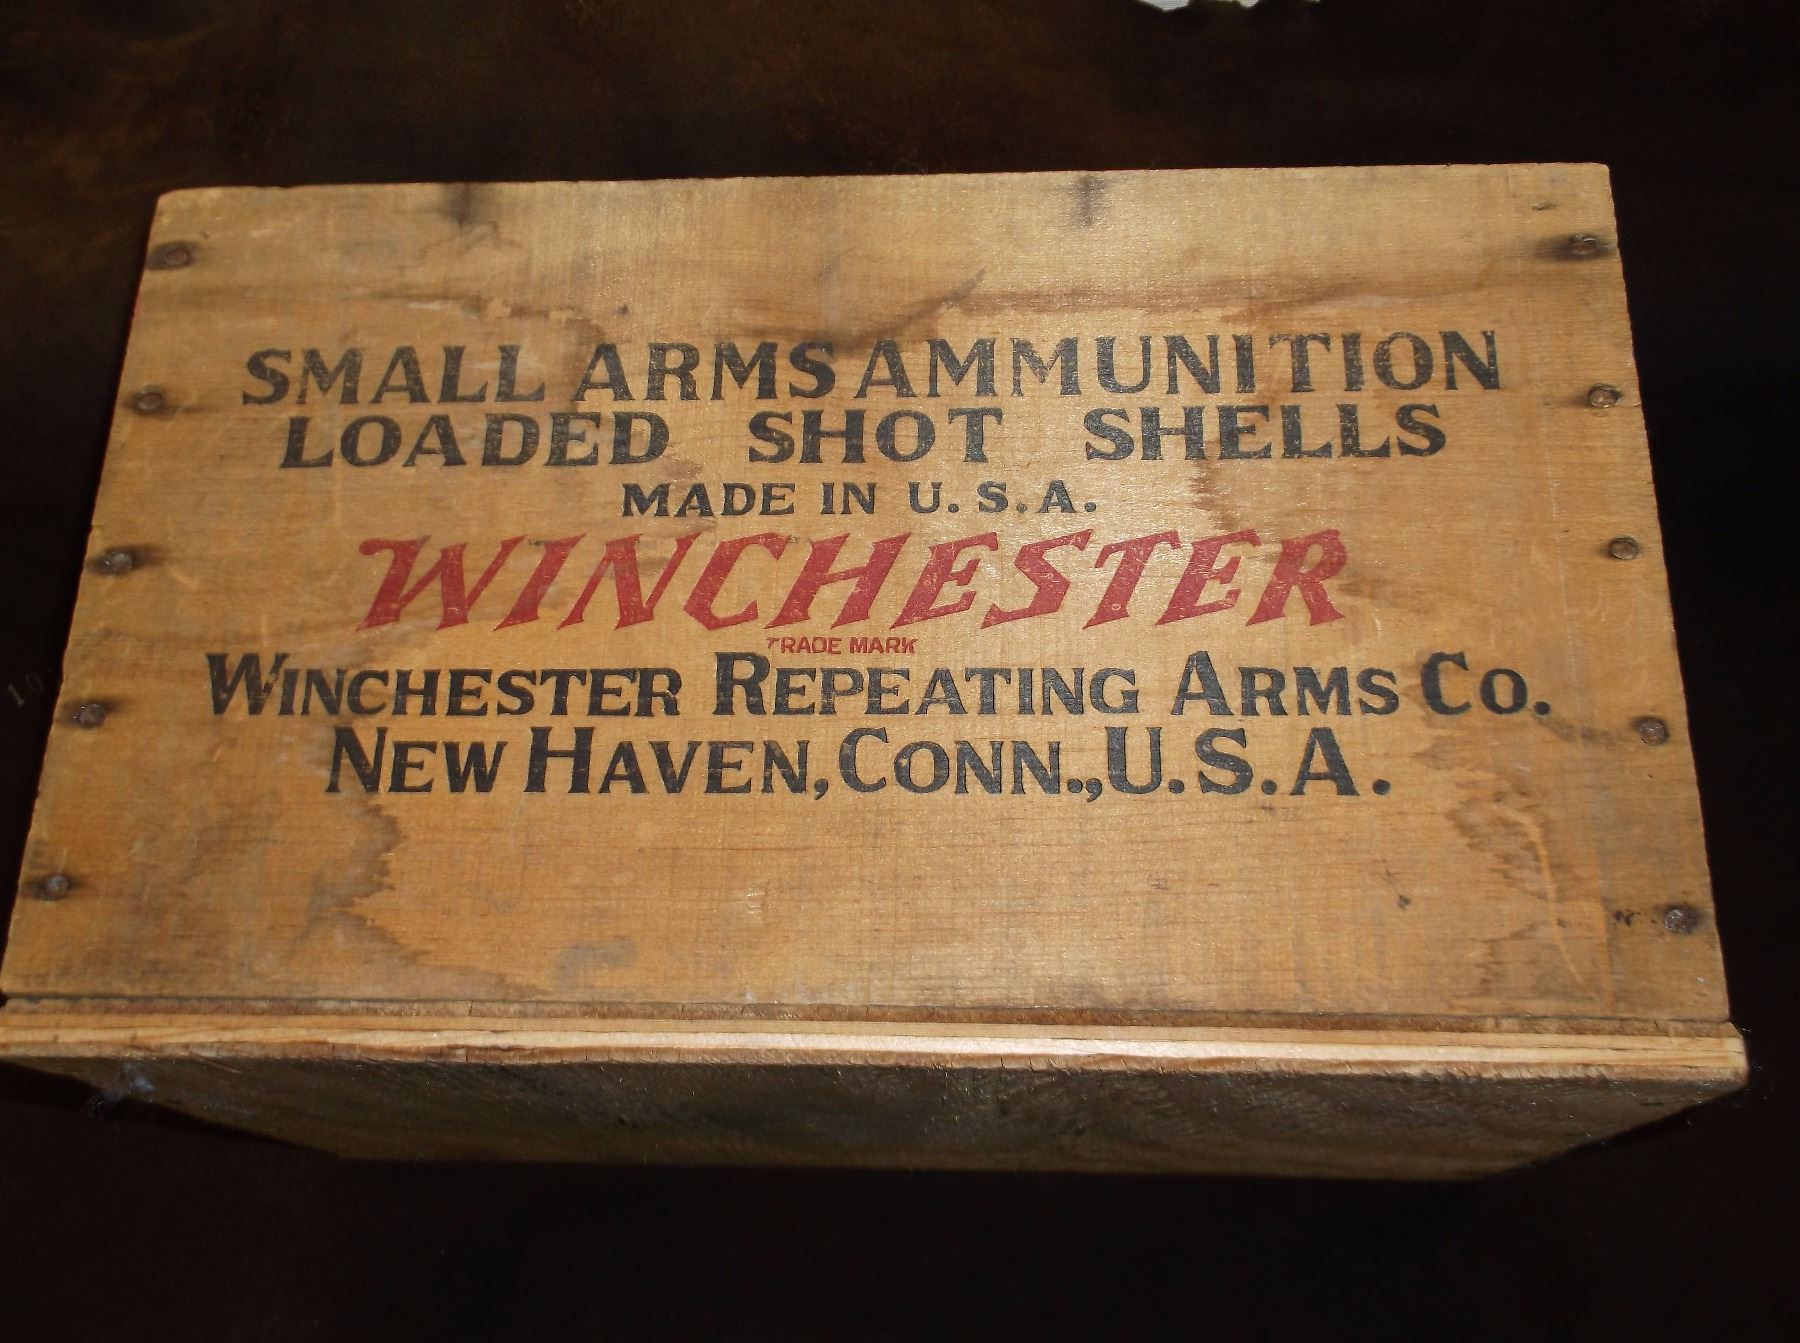 SMALL ARMS AMMUNITION
LOADED SHOT SHELLS
MADE IN U.S.A.
WINCHESTER
TRADE MARK
WINCHESTER REPEATING ARMS CO.
NEW HAVEN, CONN., U.S.A.